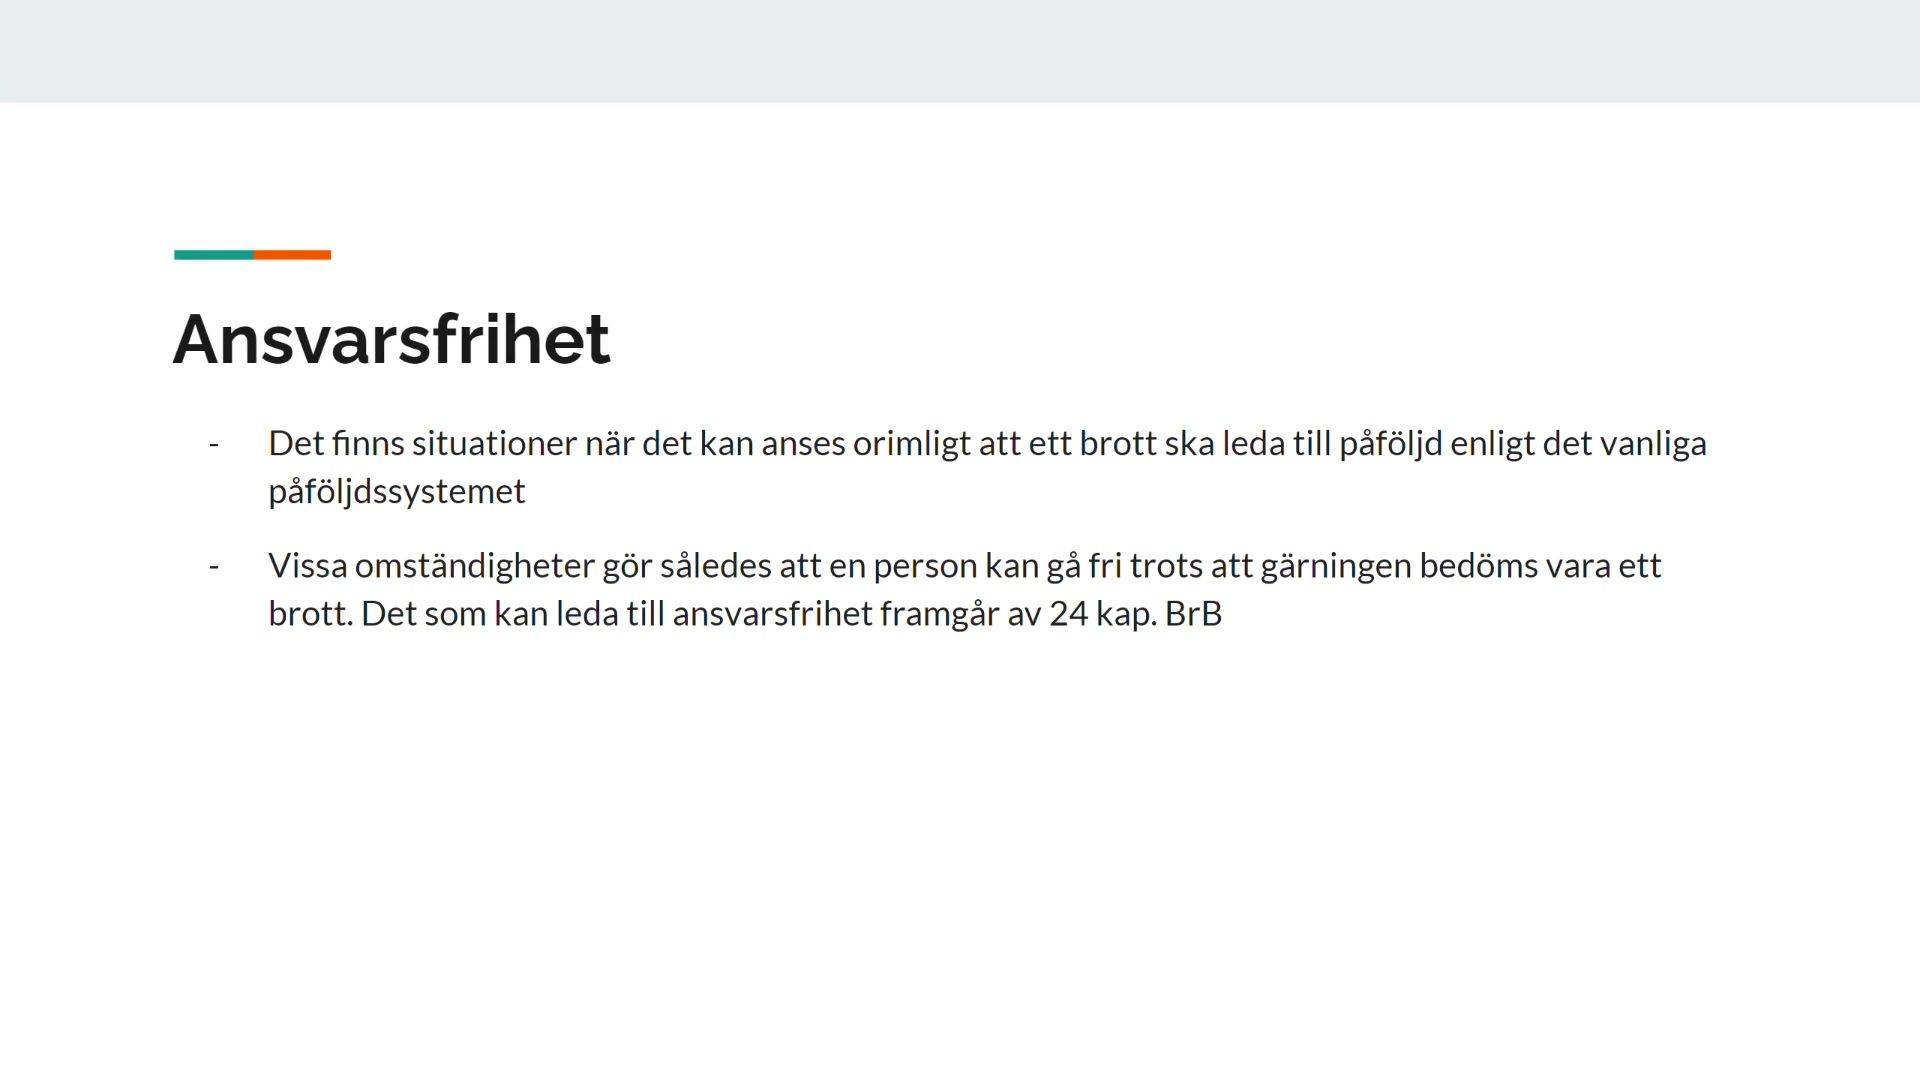 Ansvarsfrihet
- Det finns situationer när det kan anses orimligt att ett brott ska leda till påföljd enligt det vanliga
påföljdssystemet
- Vissa omständigheter gör således att en person kan gå fri trots att gärningen bedöms vara ett
brott. Det som kan leda till ansvarsfrihet framgår av 24 kap. BrB